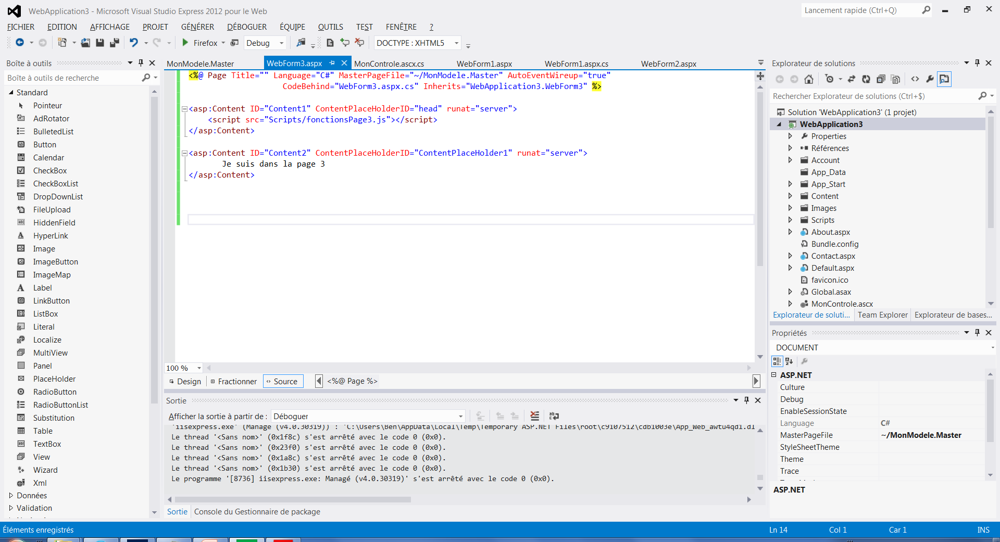 WebApplication3 - Microsoft Visual Studio Express 2012 pour le Web
Lancement rapide (Ctrl+Q)
FICHIER EDITION AFFICHAGE PROJET GÉNÉRER DÉBOGUER ÉQUIPE OUTILS TEST FENÊTRE ?
Firefox Debug DOCTYPE : XHTML5
Boîte à outils
Boîte à outils de recherche
Standard
Pointeur
AdRotator
BulletedList
Button
Calendar
CheckBox
CheckBoxList
DropDownList
FileUpload
HiddenField
HyperLink
Image
ImageButton
ImageMap
Label
LinkButton
ListBox
Literal
Localize
MultiView
Panel
PlaceHolder
RadioButton
RadioButtonList
Substitution
Table
TextBox
View
Wizard
Xml
Données
Validation
MonModele.Master WebForm3.aspx MonControle.ascx.cs WebForm1.aspx WebForm1.aspx.cs WebForm2.aspx
<%@ Page Title="" Language="C#" MasterPageFile="~/MonModele.Master" AutoEventWireup="true"
CodeBehind="WebForm3.aspx.cs" Inherits="WebApplication3.WebForm3" %>
<asp:Content ID="Content1" ContentPlaceHolderID="head" runat="server">
<script src="Scripts/fonctionsPage3.js"></script>
</asp:Content>
<asp:Content ID="Content2" ContentPlaceHolderID="ContentPlaceHolder1" runat="server">
Je suis dans la page 3
</asp:Content>
100 %
Design Fractionner Source <%@ Page %>
Sortie
Afficher la sortie à partir de : Déboguer
'iisexpress.exe' (Managé (v4.0.30319)) : 'C:\Users\Ben\AppData\Local\Temp\Temporary ASP.NET Files\root\c9107512\cdb1003e\App_Web_awtu4qd1.dl
Le thread '<Sans nom>' (0x1f8c) s'est arrêté avec le code 0 (0x0).
Le thread '<Sans nom>' (0x23f0) s'est arrêté avec le code 0 (0x0).
Le thread '<Sans nom>' (0x1a8c) s'est arrêté avec le code 0 (0x0).
Le thread '<Sans nom>' (0x1b30) s'est arrêté avec le code 0 (0x0).
Le programme '[8736] iisexpress.exe: Managé (v4.0.30319)' s'est arrêté avec le code 0 (0x0).
Sortie Console du Gestionnaire de package
Explorateur de solutions
Rechercher Explorateur de solutions (Ctrl+$)
Solution 'WebApplication3' (1 projet)
WebApplication3
Properties
Références
Account
App_Data
App_Start
Content
Images
Scripts
About.aspx
Bundle.config
Contact.aspx
Default.aspx
favicon.ico
Global.asax
MonControle.ascx
Explorateur de soluti... Team Explorer Explorateur de bases...
Propriétés
DOCUMENT
ASP.NET
Culture
Debug
EnableSessionState
Language C#
MasterPageFile ~/MonModele.Master
StyleSheetTheme
Theme
Trace
ASP.NET
Éléments enregistrés Ln 14 Col 1 Car 1 INS